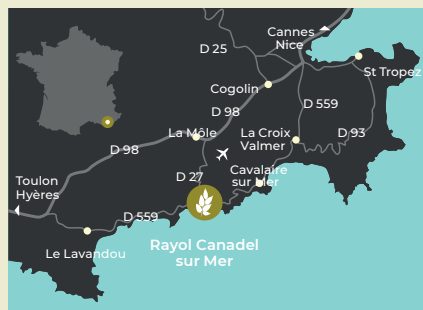 Cannes
Nice
D 25
St Tropez
Cogolin
D 559
D 98
La Môle
La Croix
Valmer
D 93
D 98
Cavalaire
sur Mer
D 27
Toulon
Hyères
D 559
Le Lavandou
Rayol Canadel
sur Mer